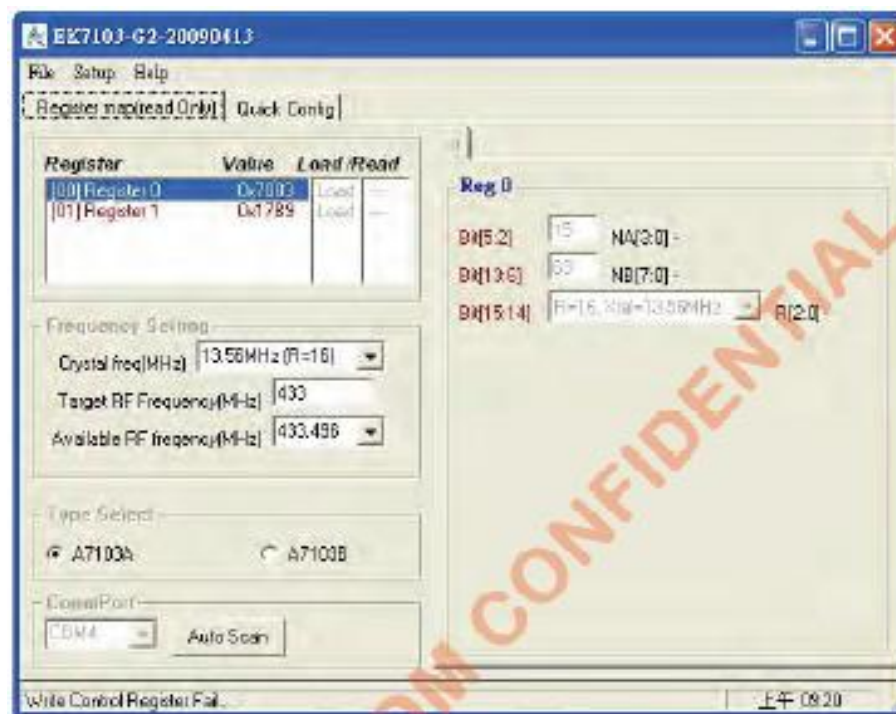 EK7103-G2-20090413
File Setup Help
Register map(read Only) Quick Config
Register Value Load /Read
[00] Register 0 Load ---
[01] Register 1 0x1789 Load ---
Reg 0
Bit[5:2] 15 NA[3:0] -
Bit[13:6] NB[7:0] -
Bit[15:14] R=16, Xtal=13.56MHz R[2:0] -
Frequency Setting
Crystal freq(MHz) 13.56MHz (R=16)
Target RF Frequency(MHz) 433
Available RF freqency(MHz)
Type Select
A7103A A7103B
CommPort
COM4 Auto Scan
Write Control Register Fail.
上午 09:20
OM CONFIDENTIAL